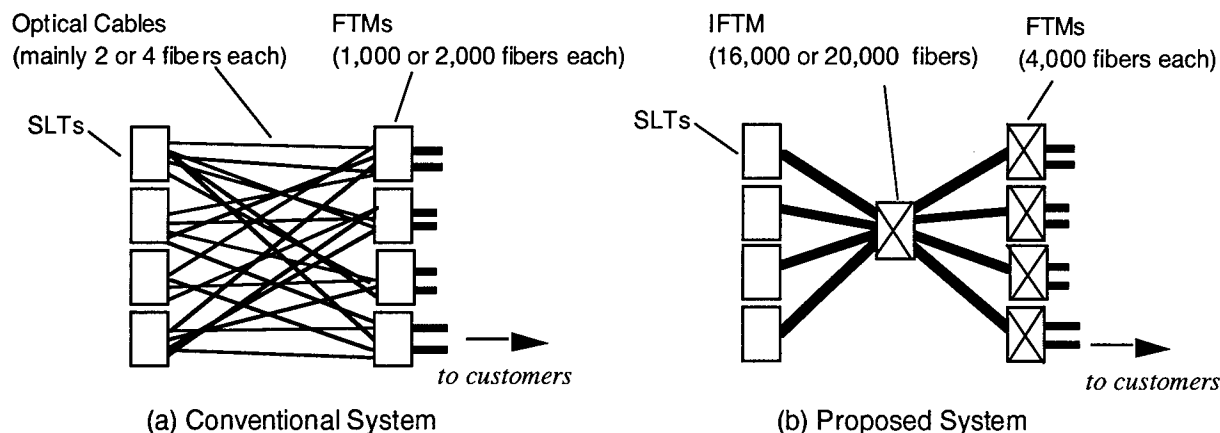 Optical Cables
(mainly 2 or 4 fibers each)
FTMs
(1,000 or 2,000 fibers each)
SLTs
to customers
(a) Conventional System
IFTM
(16,000 or 20,000 fibers)
FTMs
(4,000 fibers each)
SLTs
to customers
(b) Proposed System